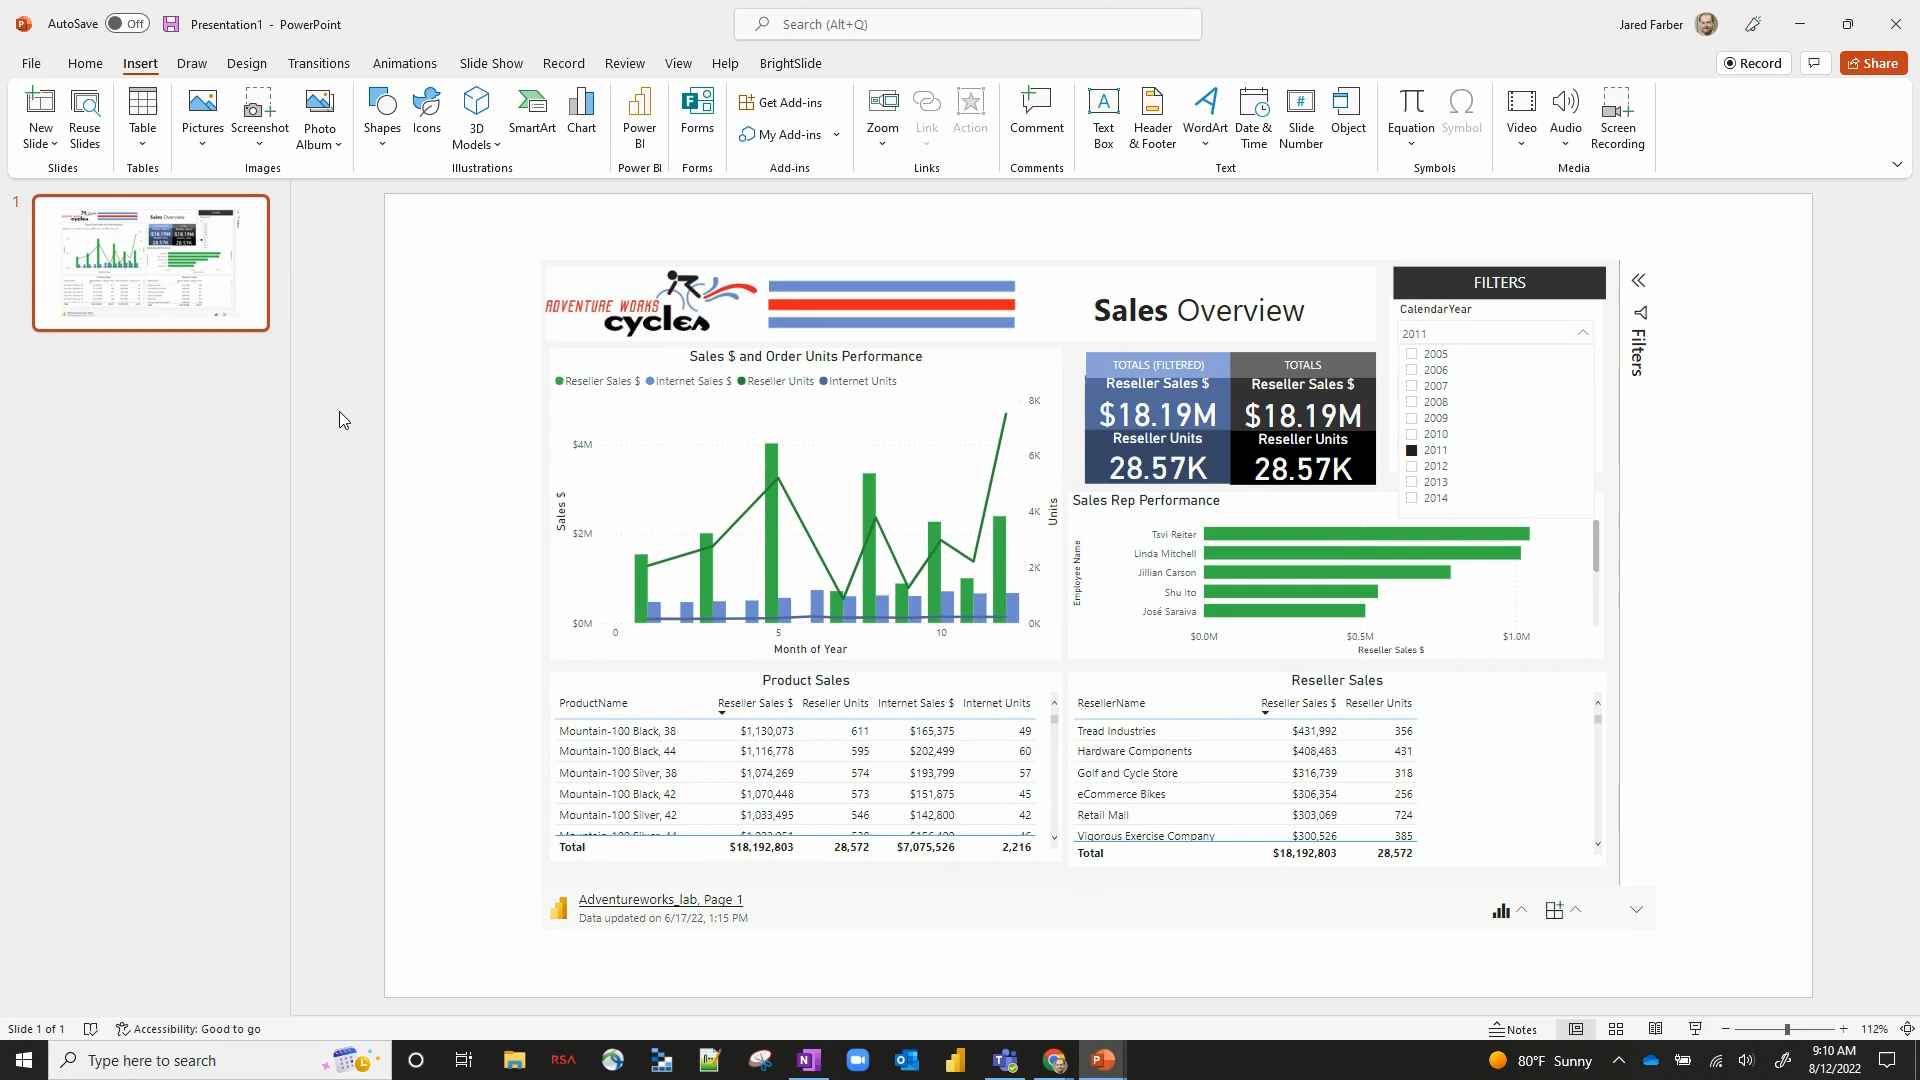 AutoSave Off Presentation1 - PowerPoint Search (Alt+Q) Jared Farber
File Home Insert Draw Design Transitions Animations Slide Show Record Review View Help BrightSlide Record Share
New Slide Reuse Slides Table Pictures Screenshot Photo Album Shapes Icons 3D Models SmartArt Chart Power BI Forms Get Add-ins My Add-ins Zoom Link Action Comment Text Box Header & Footer WordArt Date & Time Slide Number Object Equation Symbol Video Audio Screen Recording
Slides Tables Images Illustrations Power BI Forms Add-ins Links Comments Text Symbols Media
1
ADVENTURE WORKS
cycles
Sales Overview
FILTERS
CalendarYear
2011
2005
2006
2007
2008
2009
2010
2011
2012
2013
2014
Filters
Sales $ and Order Units Performance
Reseller Sales $ Internet Sales $ Reseller Units Internet Units
8K
$4M
6K
4K
$2M
2K
$0M
0K
Sales $
Units
0 5 10
Month of Year
TOTALS (FILTERED) TOTALS
Reseller Sales $ Reseller Sales $
$18.19M $18.19M
Reseller Units Reseller Units
28.57K 28.57K
Sales Rep Performance
Employee Name
Tsvi Reiter
Linda Mitchell
Jillian Carson
Shu Ito
José Saraiva
$0.0M $0.5M $1.0M
Reseller Sales $
Product Sales
ProductName Reseller Sales $ Reseller Units Internet Sales $ Internet Units
Mountain-100 Black, 38 $1,130,073 611 $165,375 49
Mountain-100 Black, 44 $1,116,778 595 $202,499 60
Mountain-100 Silver, 38 $1,074,269 574 $193,799 57
Mountain-100 Black, 42 $1,070,448 573 $151,875 45
Mountain-100 Silver, 42 $1,033,495 546 $142,800 42
Total $18,192,803 28,572 $7,075,526 2,216
Reseller Sales
ResellerName Reseller Sales $ Reseller Units
Tread Industries $431,992 356
Hardware Components $408,483 431
Golf and Cycle Store $316,739 318
eCommerce Bikes $306,354 256
Retail Mall $303,069 724
Vigorous Exercise Company $300,526 385
Total $18,192,803 28,572
Adventureworks_lab, Page 1
Data updated on 6/17/22, 1:15 PM
Slide 1 of 1 Accessibility: Good to go Notes 112%
Type here to search RSA 80°F Sunny 9:10 AM
8/12/2022